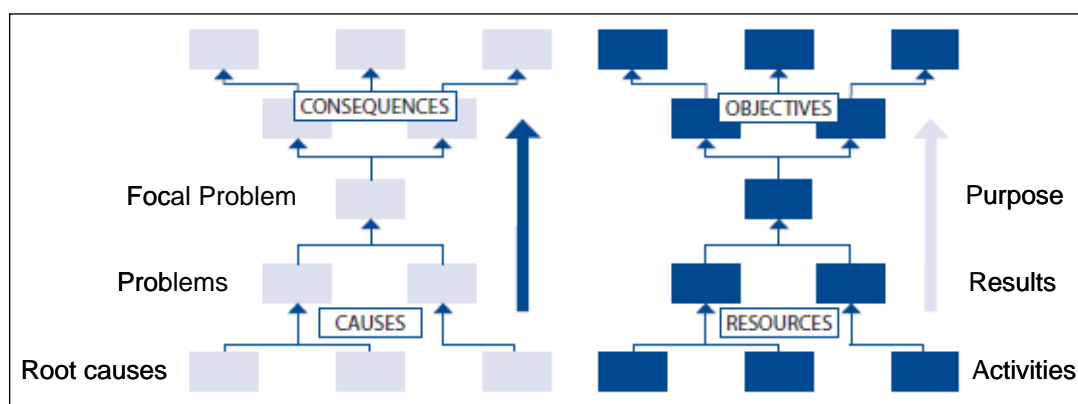 CONSEQUENCES
OBJECTIVES
Focal Problem
Purpose
Problems
Results
CAUSES
RESOURCES
Root causes
Activities